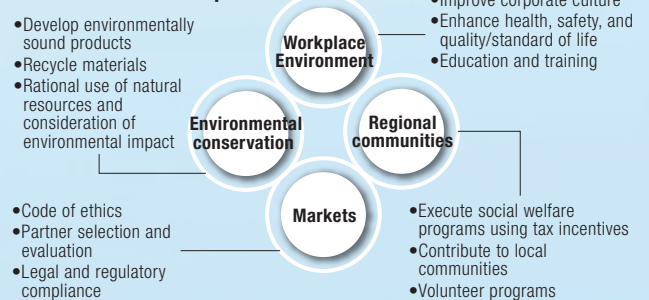 •Improve corporate culture
•Enhance health, safety, and
quality/standard of life
•Education and training
Workplace
Environment
•Develop environmentally
sound products
•Recycle materials
•Rational use of natural
resources and
consideration of
environmental impact
Environmental
conservation
Regional
communities
Markets
•Code of ethics
•Partner selection and
evaluation
•Legal and regulatory
compliance
•Execute social welfare
programs using tax incentives
•Contribute to local
communities
•Volunteer programs